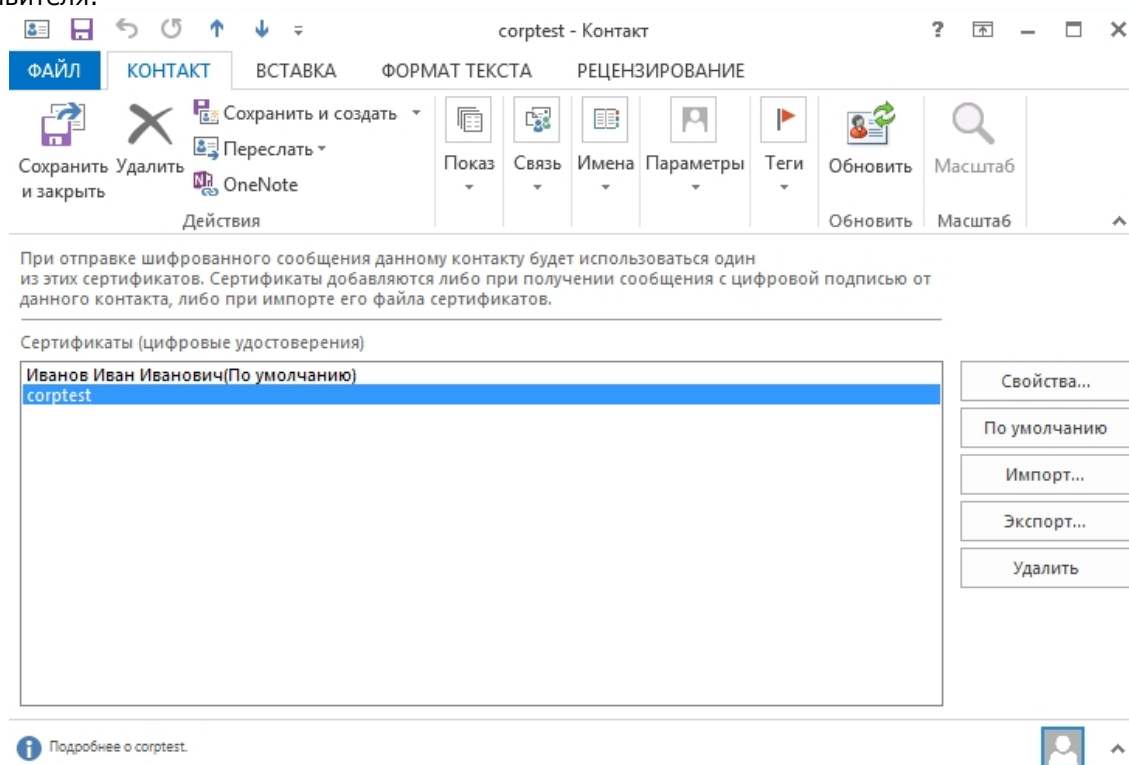 corptest - Контакт
ФАЙЛ КОНТАКТ ВСТАВКА ФОРМАТ ТЕКСТА РЕЦЕНЗИРОВАНИЕ
Сохранить и закрыть
Удалить
Сохранить и создать
Переслать
OneNote
Показ
Связь
Имена
Параметры
Теги
Обновить
Масштаб
Действия
Обновить
Масштаб
При отправке шифрованного сообщения данному контакту будет использоваться один
из этих сертификатов. Сертификаты добавляются либо при получении сообщения с цифровой подписью от
данного контакта, либо при импорте его файла сертификатов.
Сертификаты (цифровые удостоверения)
Иванов Иван Иванович(По умолчанию)
corptest
Свойства...
По умолчанию
Импорт...
Экспорт...
Удалить
Подробнее о corptest.